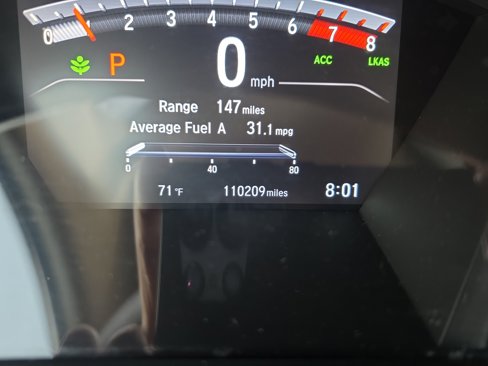 0 1 2 3 4 5 6 7 8
P 0 mph ACC LKAS
Range 147 miles
Average Fuel A 31.1 mpg
0 40 80
71 °F 110209 miles 8:01